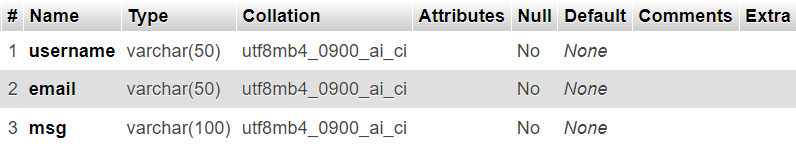 # Name Type Collation Attributes Null Default Comments Extra
1 username varchar(50) utf8mb4_0900_ai_ci No None
2 email varchar(50) utf8mb4_0900_ai_ci No None
3 msg varchar(100) utf8mb4_0900_ai_ci No None